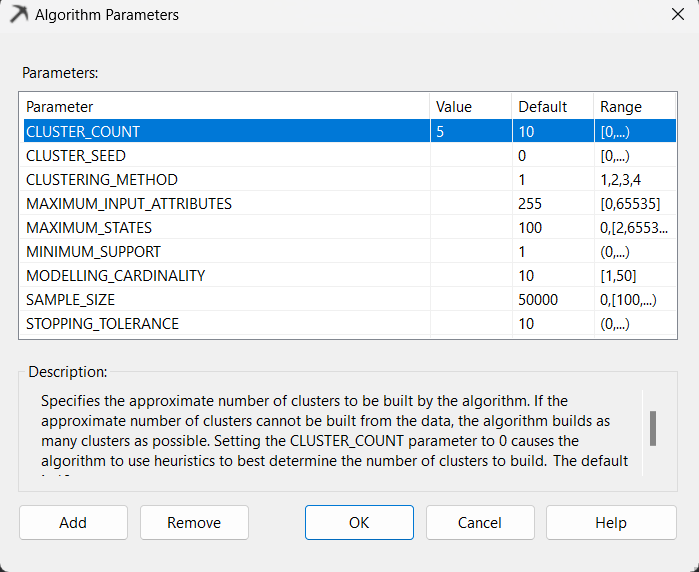 Algorithm Parameters
Parameters:
Parameter Value Default Range
CLUSTER_COUNT 5 10 [0,...)
CLUSTER_SEED 0 [0,...)
CLUSTERING_METHOD 1 1,2,3,4
MAXIMUM_INPUT_ATTRIBUTES 255 [0,65535]
MAXIMUM_STATES 100 0,[2,6553...
MINIMUM_SUPPORT 1 (0,...)
MODELLING_CARDINALITY 10 [1,50]
SAMPLE_SIZE 50000 0,[100,...)
STOPPING_TOLERANCE 10 (0,...)
Description:
Specifies the approximate number of clusters to be built by the algorithm. If the
approximate number of clusters cannot be built from the data, the algorithm builds as
many clusters as possible. Setting the CLUSTER_COUNT parameter to 0 causes the
algorithm to use heuristics to best determine the number of clusters to build. The default
Add Remove OK Cancel Help